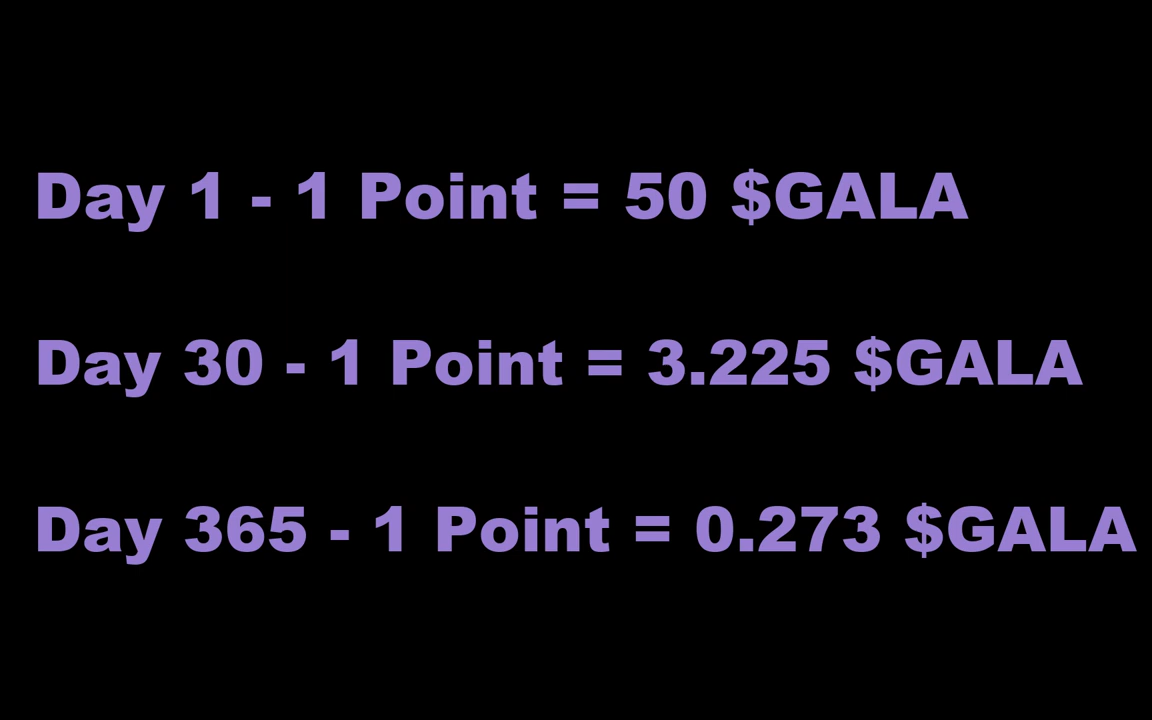 Day 1 - 1 Point = 50 $GALA
Day 30 - 1 Point = 3.225 $GALA
Day 365 - 1 Point = 0.273 $GALA